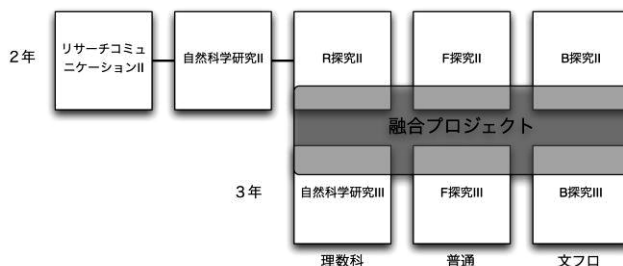 2年
リサーチコミュ
ニケーションII
自然科学研究II
R探究II
F探究II
B探究II
融合プロジェクト
3年
自然科学研究III
F探究III
B探究III
理数科
普通
文フロ